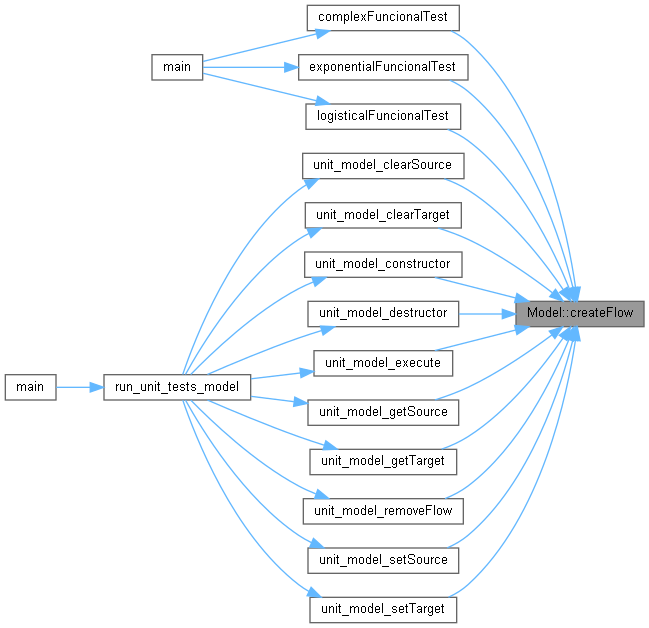 complexFuncionalTest
main
exponentialFuncionalTest
logisticalFuncionalTest
unit_model_clearSource
unit_model_clearTarget
unit_model_constructor
unit_model_destructor
Model::createFlow
unit_model_execute
main
run_unit_tests_model
unit_model_getSource
unit_model_getTarget
unit_model_removeFlow
unit_model_setSource
unit_model_setTarget